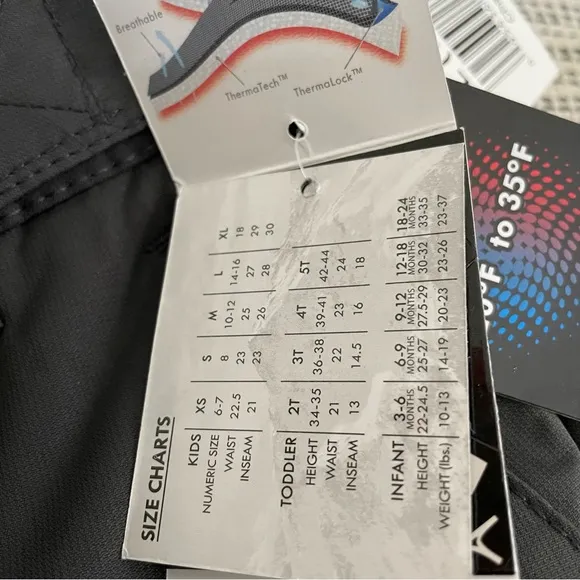 Breathable
ThermaTech™
ThermaLock™
°F to 35°F
SIZE CHARTS
KIDS XS S M L XL
NUMERIC SIZE 6-7 8 10-12 14-16 18
WAIST 22.5 23 25 27 29
INSEAM 21 23 26 28 30
TODDLER 2T 3T 4T 5T
HEIGHT 34-35 36-38 39-41 42-44
WAIST 21 22 23 24
INSEAM 13 14.5 16 18
INFANT 3-6 MONTHS 6-9 MONTHS 9-12 MONTHS 12-18 MONTHS 18-24 MONTHS
HEIGHT 22-24.5 25-27 27.5-29 30-32 33-35
WEIGHT (lbs.) 10-13 14-19 20-23 23-26 23-37